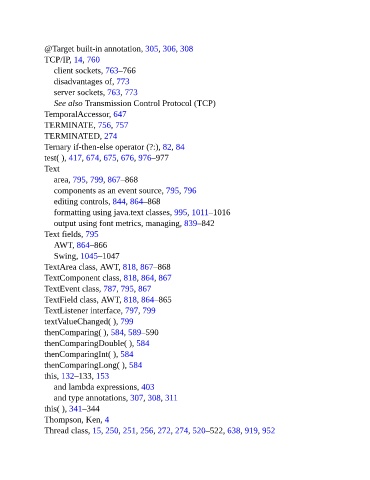 @Target built-in annotation, 305, 306, 308
TCP/IP, 14, 760
client sockets, 763–766
disadvantages of, 773
server sockets, 763, 773
See also Transmission Control Protocol (TCP)
TemporalAccessor, 647
TERMINATE, 756, 757
TERMINATED, 274
Ternary if-then-else operator (?:), 82, 84
test( ), 417, 674, 675, 676, 976–977
Text
area, 795, 799, 867–868
components as an event source, 795, 796
editing controls, 844, 864–868
formatting using java.text classes, 995, 1011–1016
output using font metrics, managing, 839–842
Text fields, 795
AWT, 864–866
Swing, 1045–1047
TextArea class, AWT, 818, 867–868
TextComponent class, 818, 864, 867
TextEvent class, 787, 795, 867
TextField class, AWT, 818, 864–865
TextListener interface, 797, 799
textValueChanged( ), 799
thenComparing( ), 584, 589–590
thenComparingDouble( ), 584
thenComparingInt( ), 584
thenComparingLong( ), 584
this, 132–133, 153
and lambda expressions, 403
and type annotations, 307, 308, 311
this( ), 341–344
Thompson, Ken, 4
Thread class, 15, 250, 251, 256, 272, 274, 520–522, 638, 919, 952